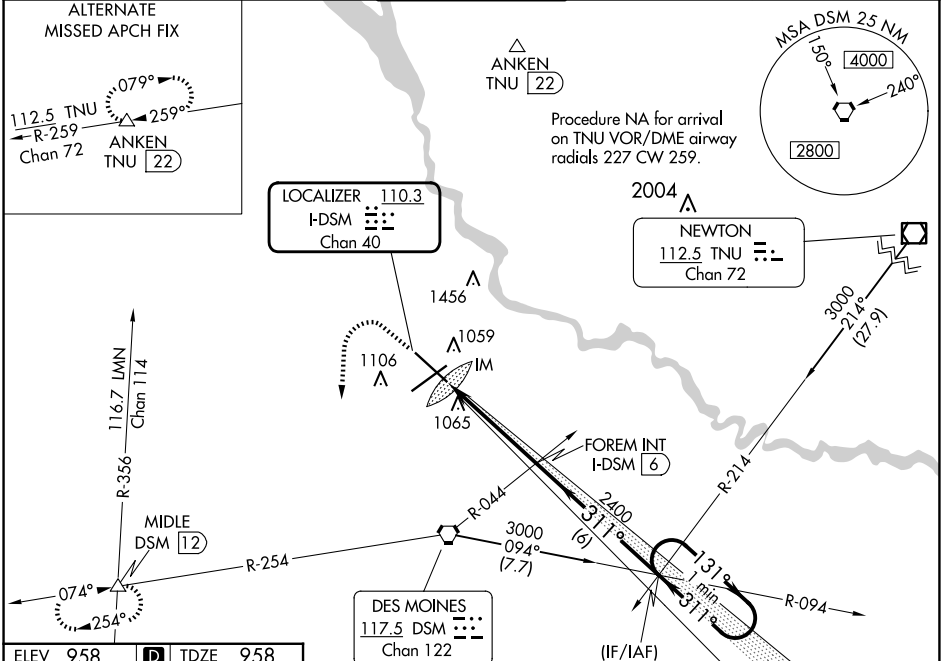 ALTERNATE
MISSED APCH FIX
079°
112.5 TNU
259°
R-259
Chan 72
ANKEN
TNU 22
ANKEN
TNU 22
MSA DSM 25 NM
150°
4000
240°
2800
Procedure NA for arrival
on TNU VOR/DME airway
radials 227 CW 259.
2004
LOCALIZER 110.3
I-DSM
Chan 40
NEWTON
112.5 TNU
Chan 72
1456
3000
214°
(27.9)
1059
1106
IM
1065
116.7 LMN
Chan 114
R-356
FOREM INT
I-DSM 6
R-214
R-044
2400
311°
(6)
MIDLE
DSM 12
R-254
3000
094°
(7.7)
131°
1 min
311°
R-094
074°
254°
DES MOINES
117.5 DSM
Chan 122
(IF/IAF)
ELEV 958 D TDZE 958